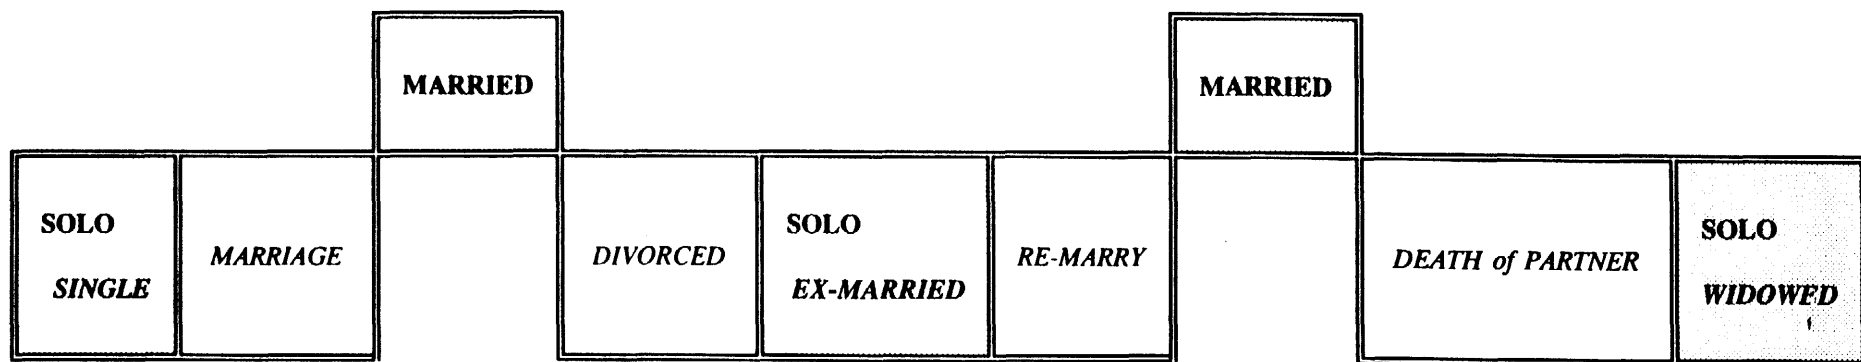 MARRIED
MARRIED
SOLO
SINGLE
MARRIAGE
DIVORCED
SOLO
EX-MARRIED
RE-MARRY
DEATH of PARTNER
SOLO
WIDOWED